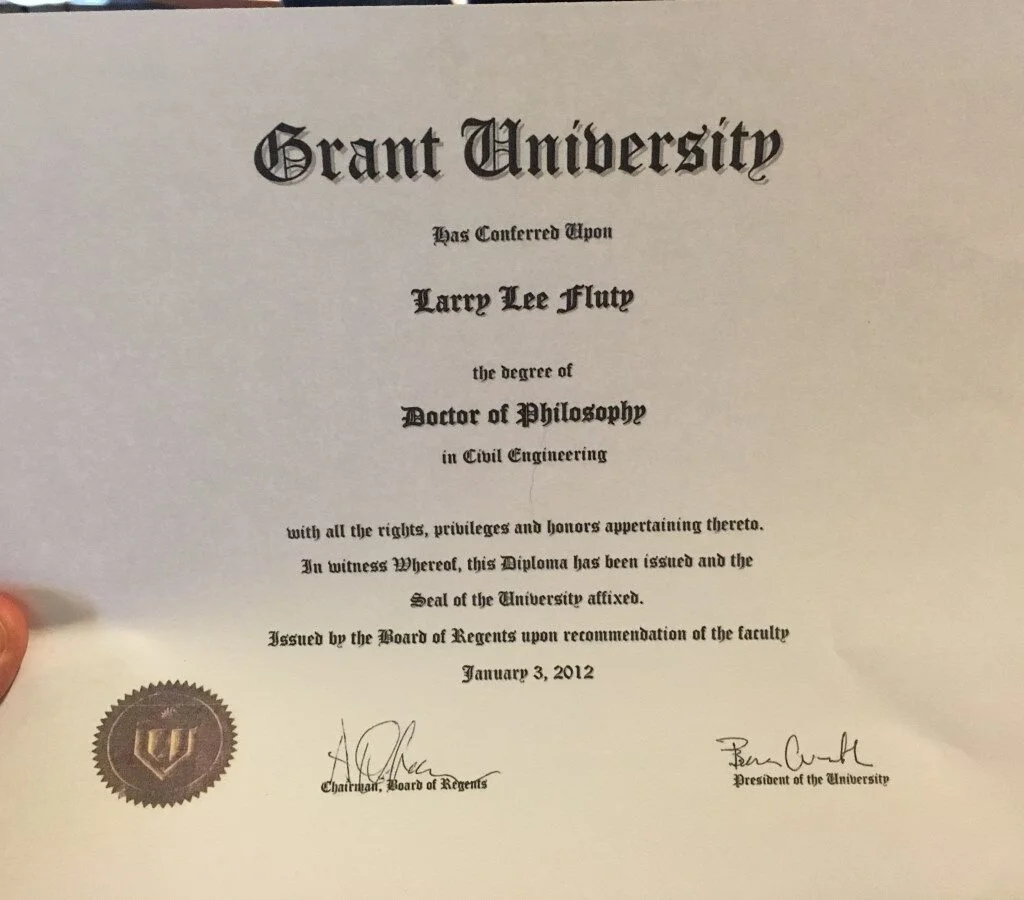 Grant University
Has Conferred Upon
Larry Lee Fluty
the degree of
Doctor of Philosophy
in Civil Engineering
with all the rights, privileges and honors appertaining thereto.
In witness Whereof, this Diploma has been issued and the
Seal of the University affixed.
Issued by the Board of Regents upon recommendation of the faculty
January 3, 2012
Chairman, Board of Regents
President of the University